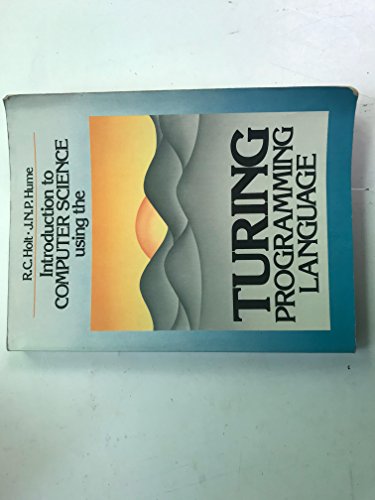 R.C. Holt · J.N.P. Hume
Introduction to
COMPUTER SCIENCE
using the
TURING
PROGRAMMING
LANGUAGE